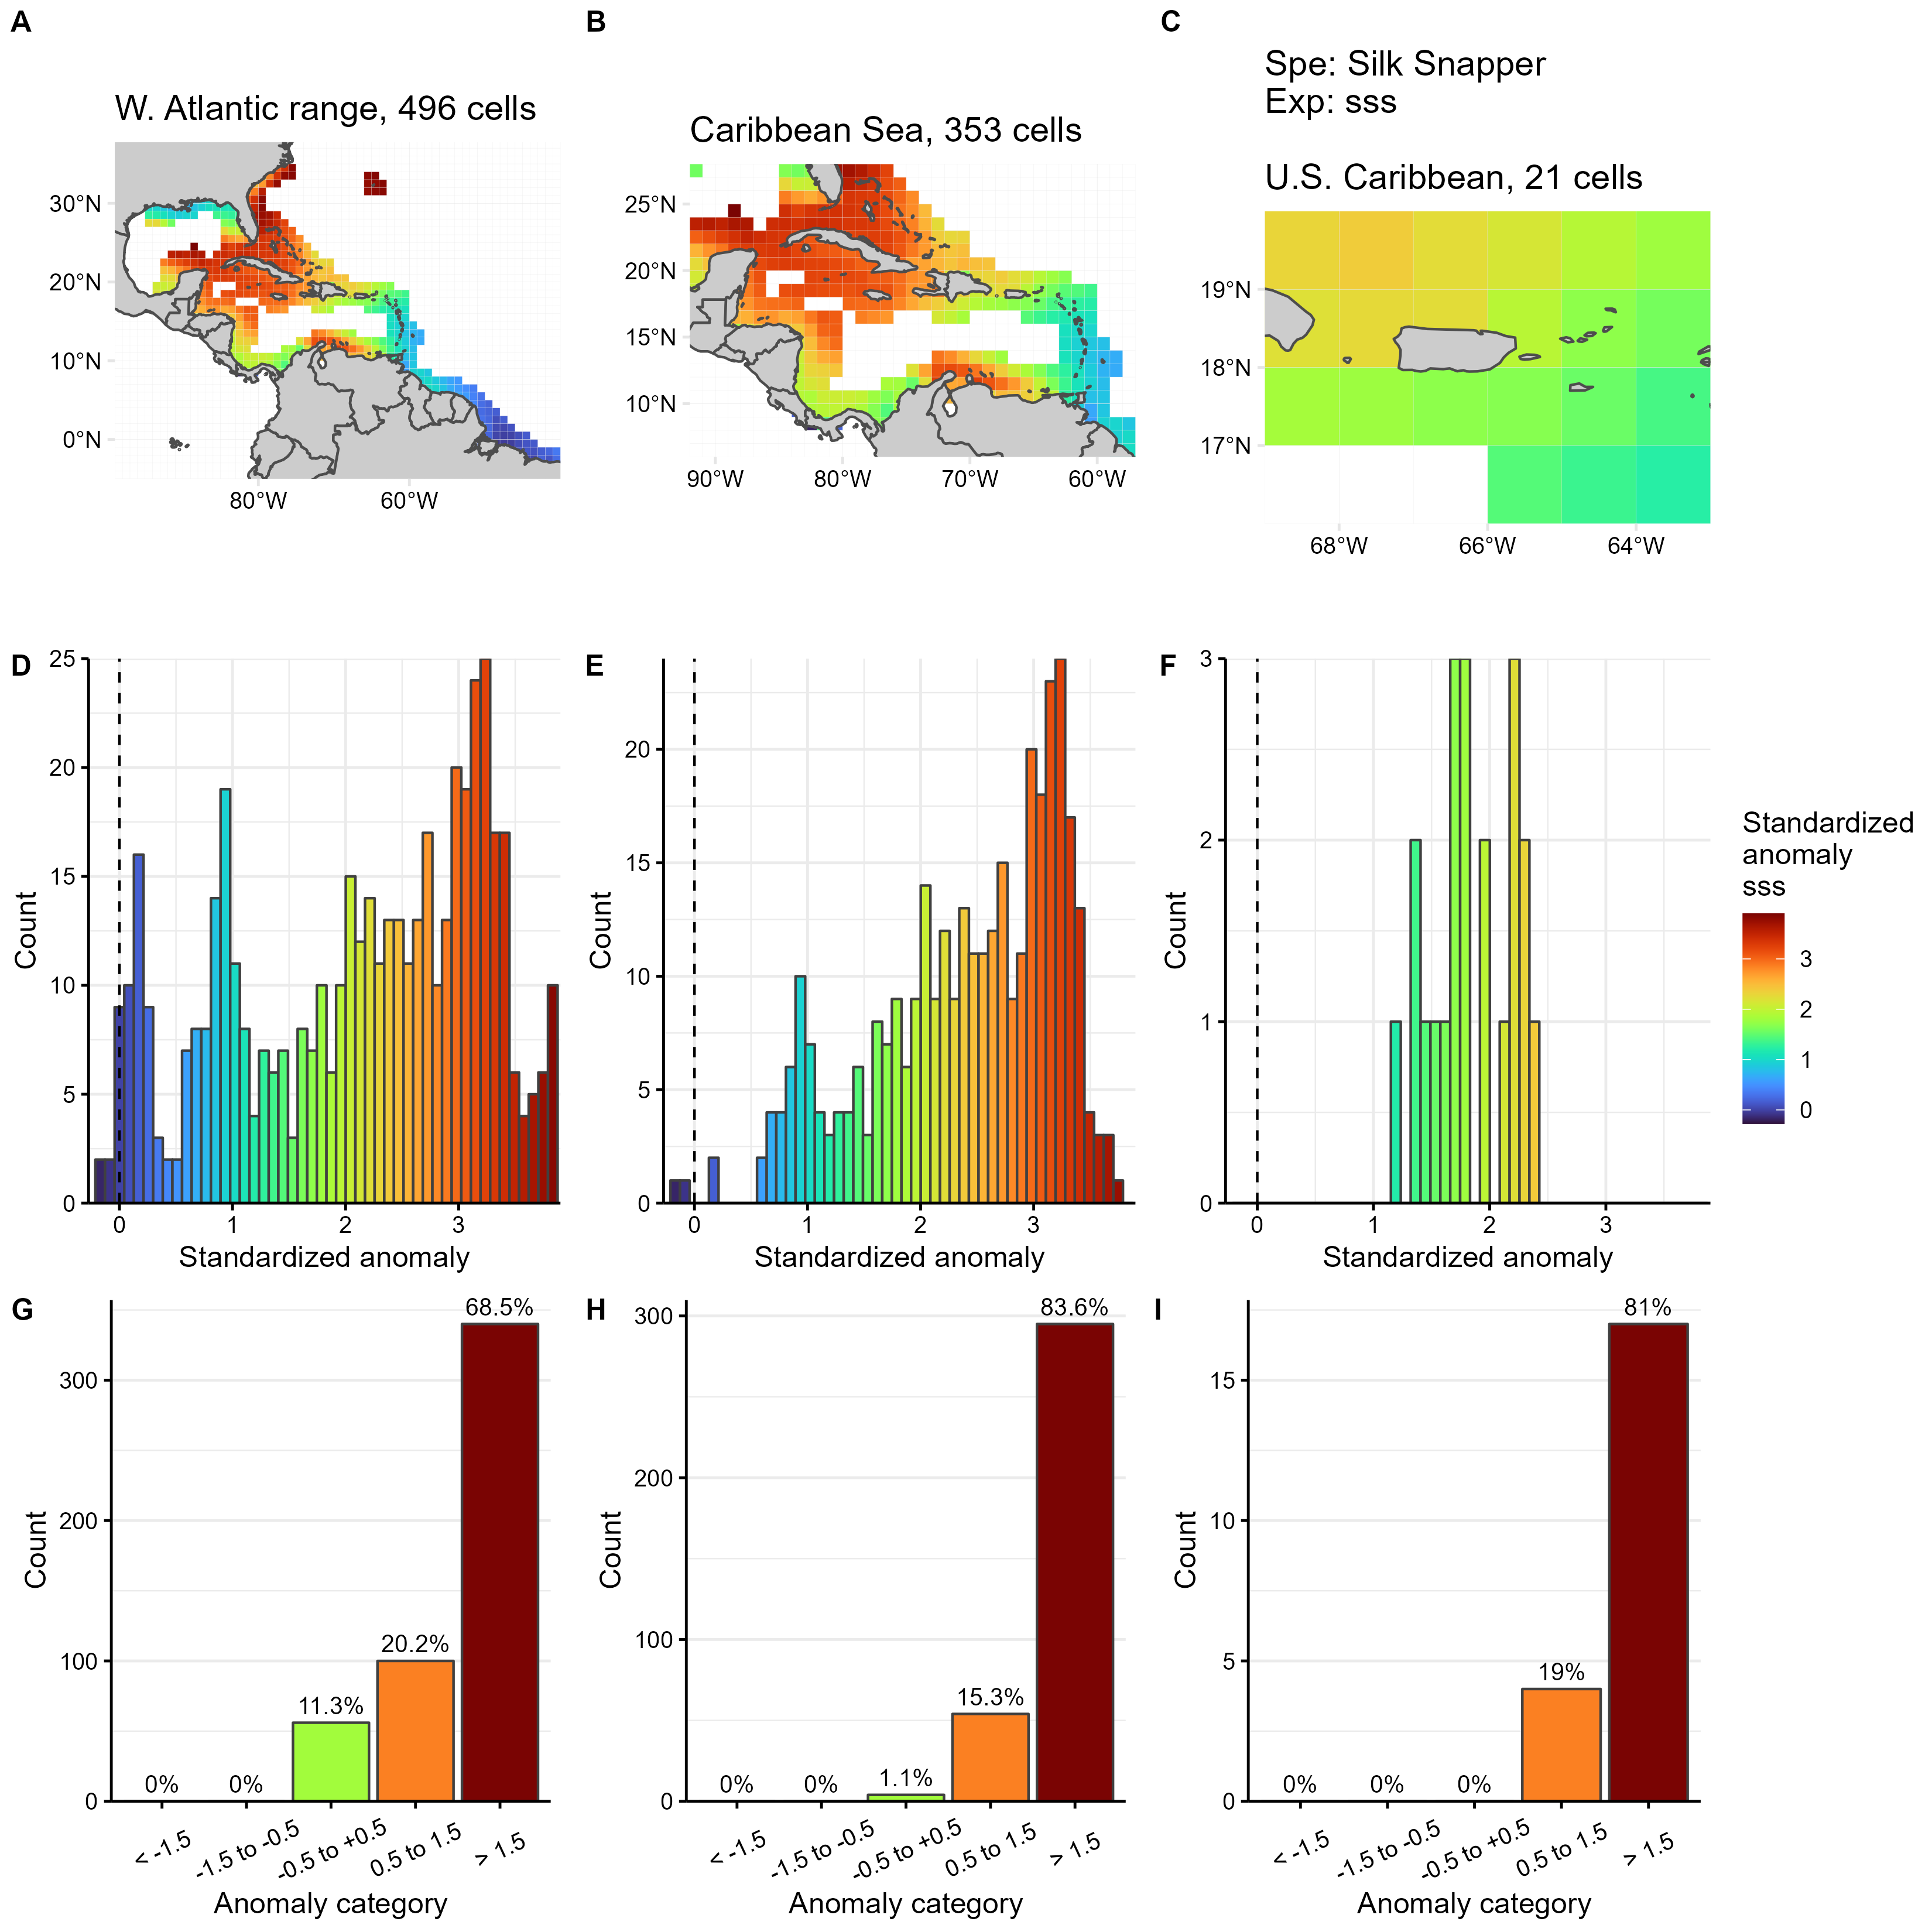 A
B
C
W. Atlantic range, 496 cells
Caribbean Sea, 353 cells
Spe: Silk Snapper
Exp: sss
U.S. Caribbean, 21 cells
30°N
20°N
10°N
0°N
80°W
60°W
25°N
20°N
15°N
10°N
90°W
80°W
70°W
60°W
19°N
18°N
17°N
68°W
66°W
64°W
D
25
20
15
10
5
0
Count
0
1
2
3
Standardized anomaly
E
20
15
10
5
0
Count
0
1
2
3
Standardized anomaly
F
3
2
1
0
Count
0
1
2
3
Standardized anomaly
Standardized
anomaly
sss
3
2
1
0
G
300
200
100
0
Count
0%
0%
11.3%
20.2%
68.5%
< -1.5
-1.5 to -0.5
-0.5 to +0.5
0.5 to 1.5
> 1.5
Anomaly category
H
300
200
100
0
Count
0%
0%
1.1%
15.3%
83.6%
< -1.5
-1.5 to -0.5
-0.5 to +0.5
0.5 to 1.5
> 1.5
Anomaly category
I
15
10
5
0
Count
0%
0%
0%
19%
81%
< -1.5
-1.5 to -0.5
-0.5 to +0.5
0.5 to 1.5
> 1.5
Anomaly category